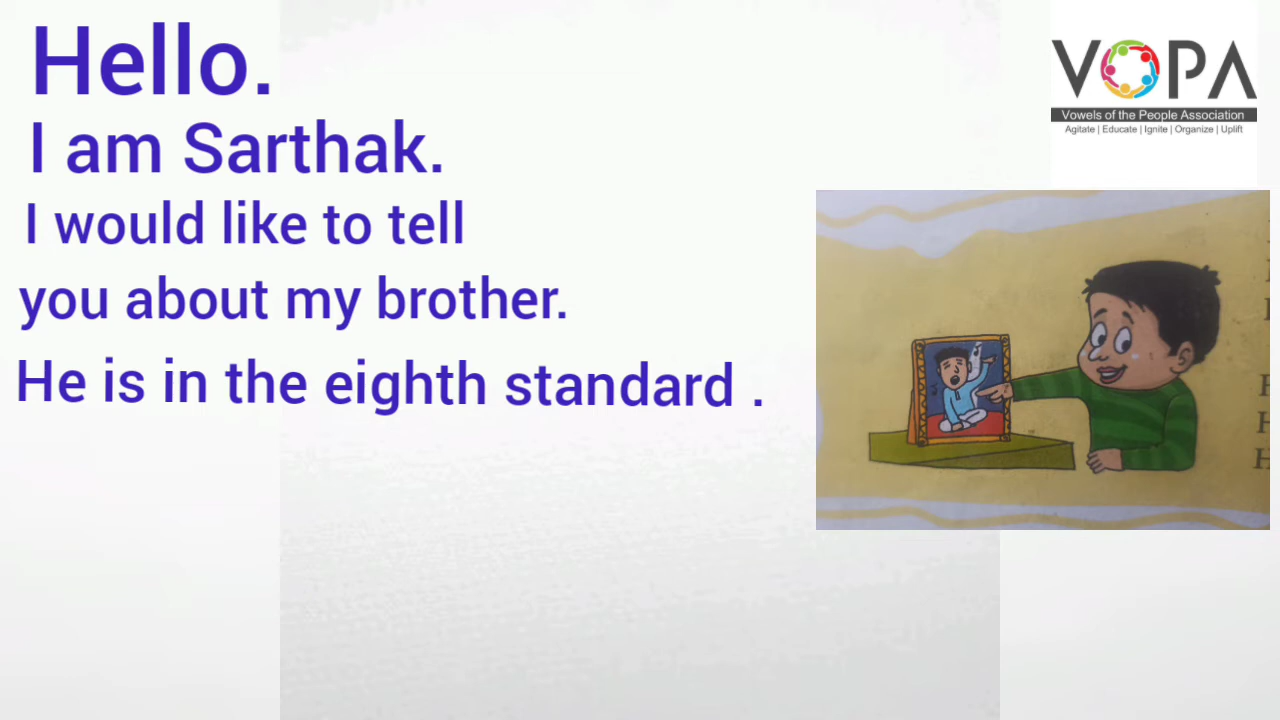 Hello.
I am Sarthak.
I would like to tell
you about my brother.
He is in the eighth standard .
VOPA
Vowels of the People Association
Agitate | Educate | Ignite | Organize | Uplift